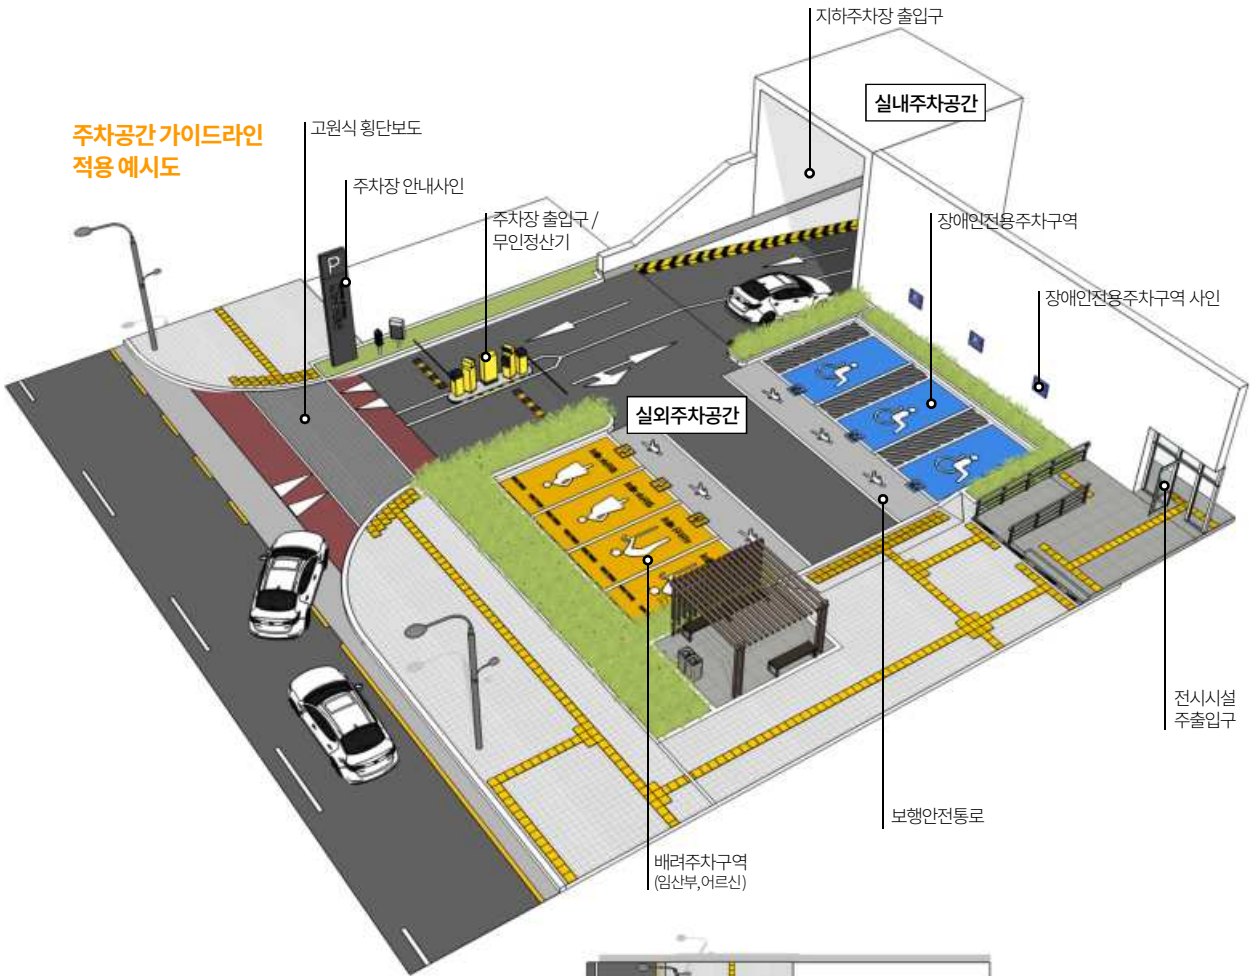 지하주차장 출입구
실내주차공간
주차공간 가이드라인
적용 예시도
고원식 횡단보도
주차장 안내사인
주차장 출입구 /
무인정산기
장애인전용주차구역
장애인전용주차구역 사인
P
실외주차공간
전시시설
주출입구
보행안전통로
배려주차구역
(임산부,어르신)